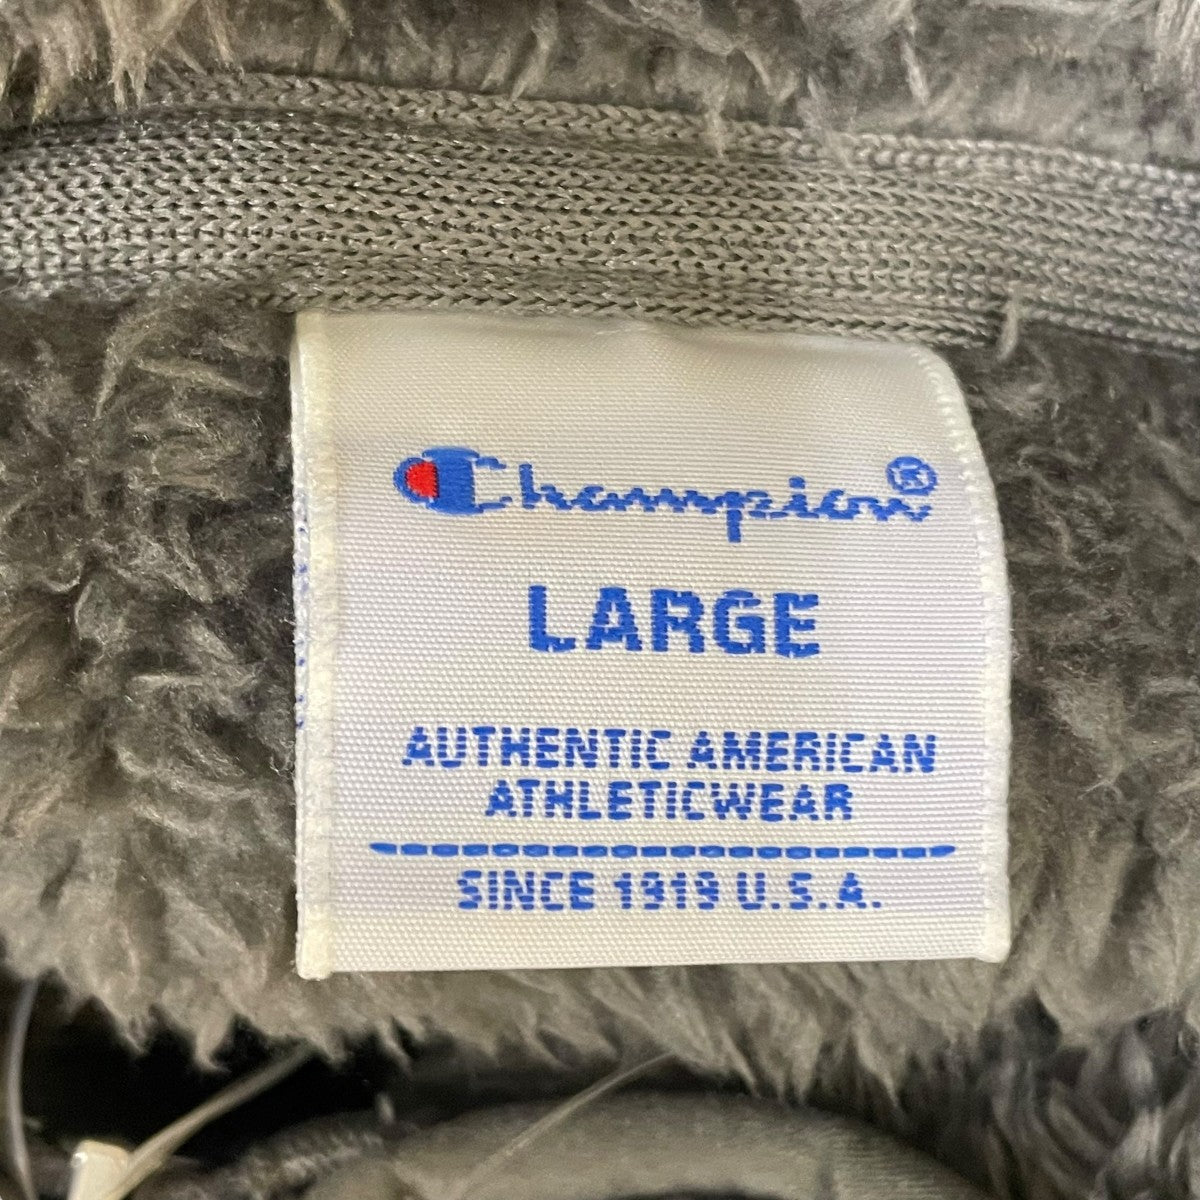 Champion®
LARGE
AUTHENTIC AMERICAN
ATHLETICWEAR
SINCE 1919 U.S.A.